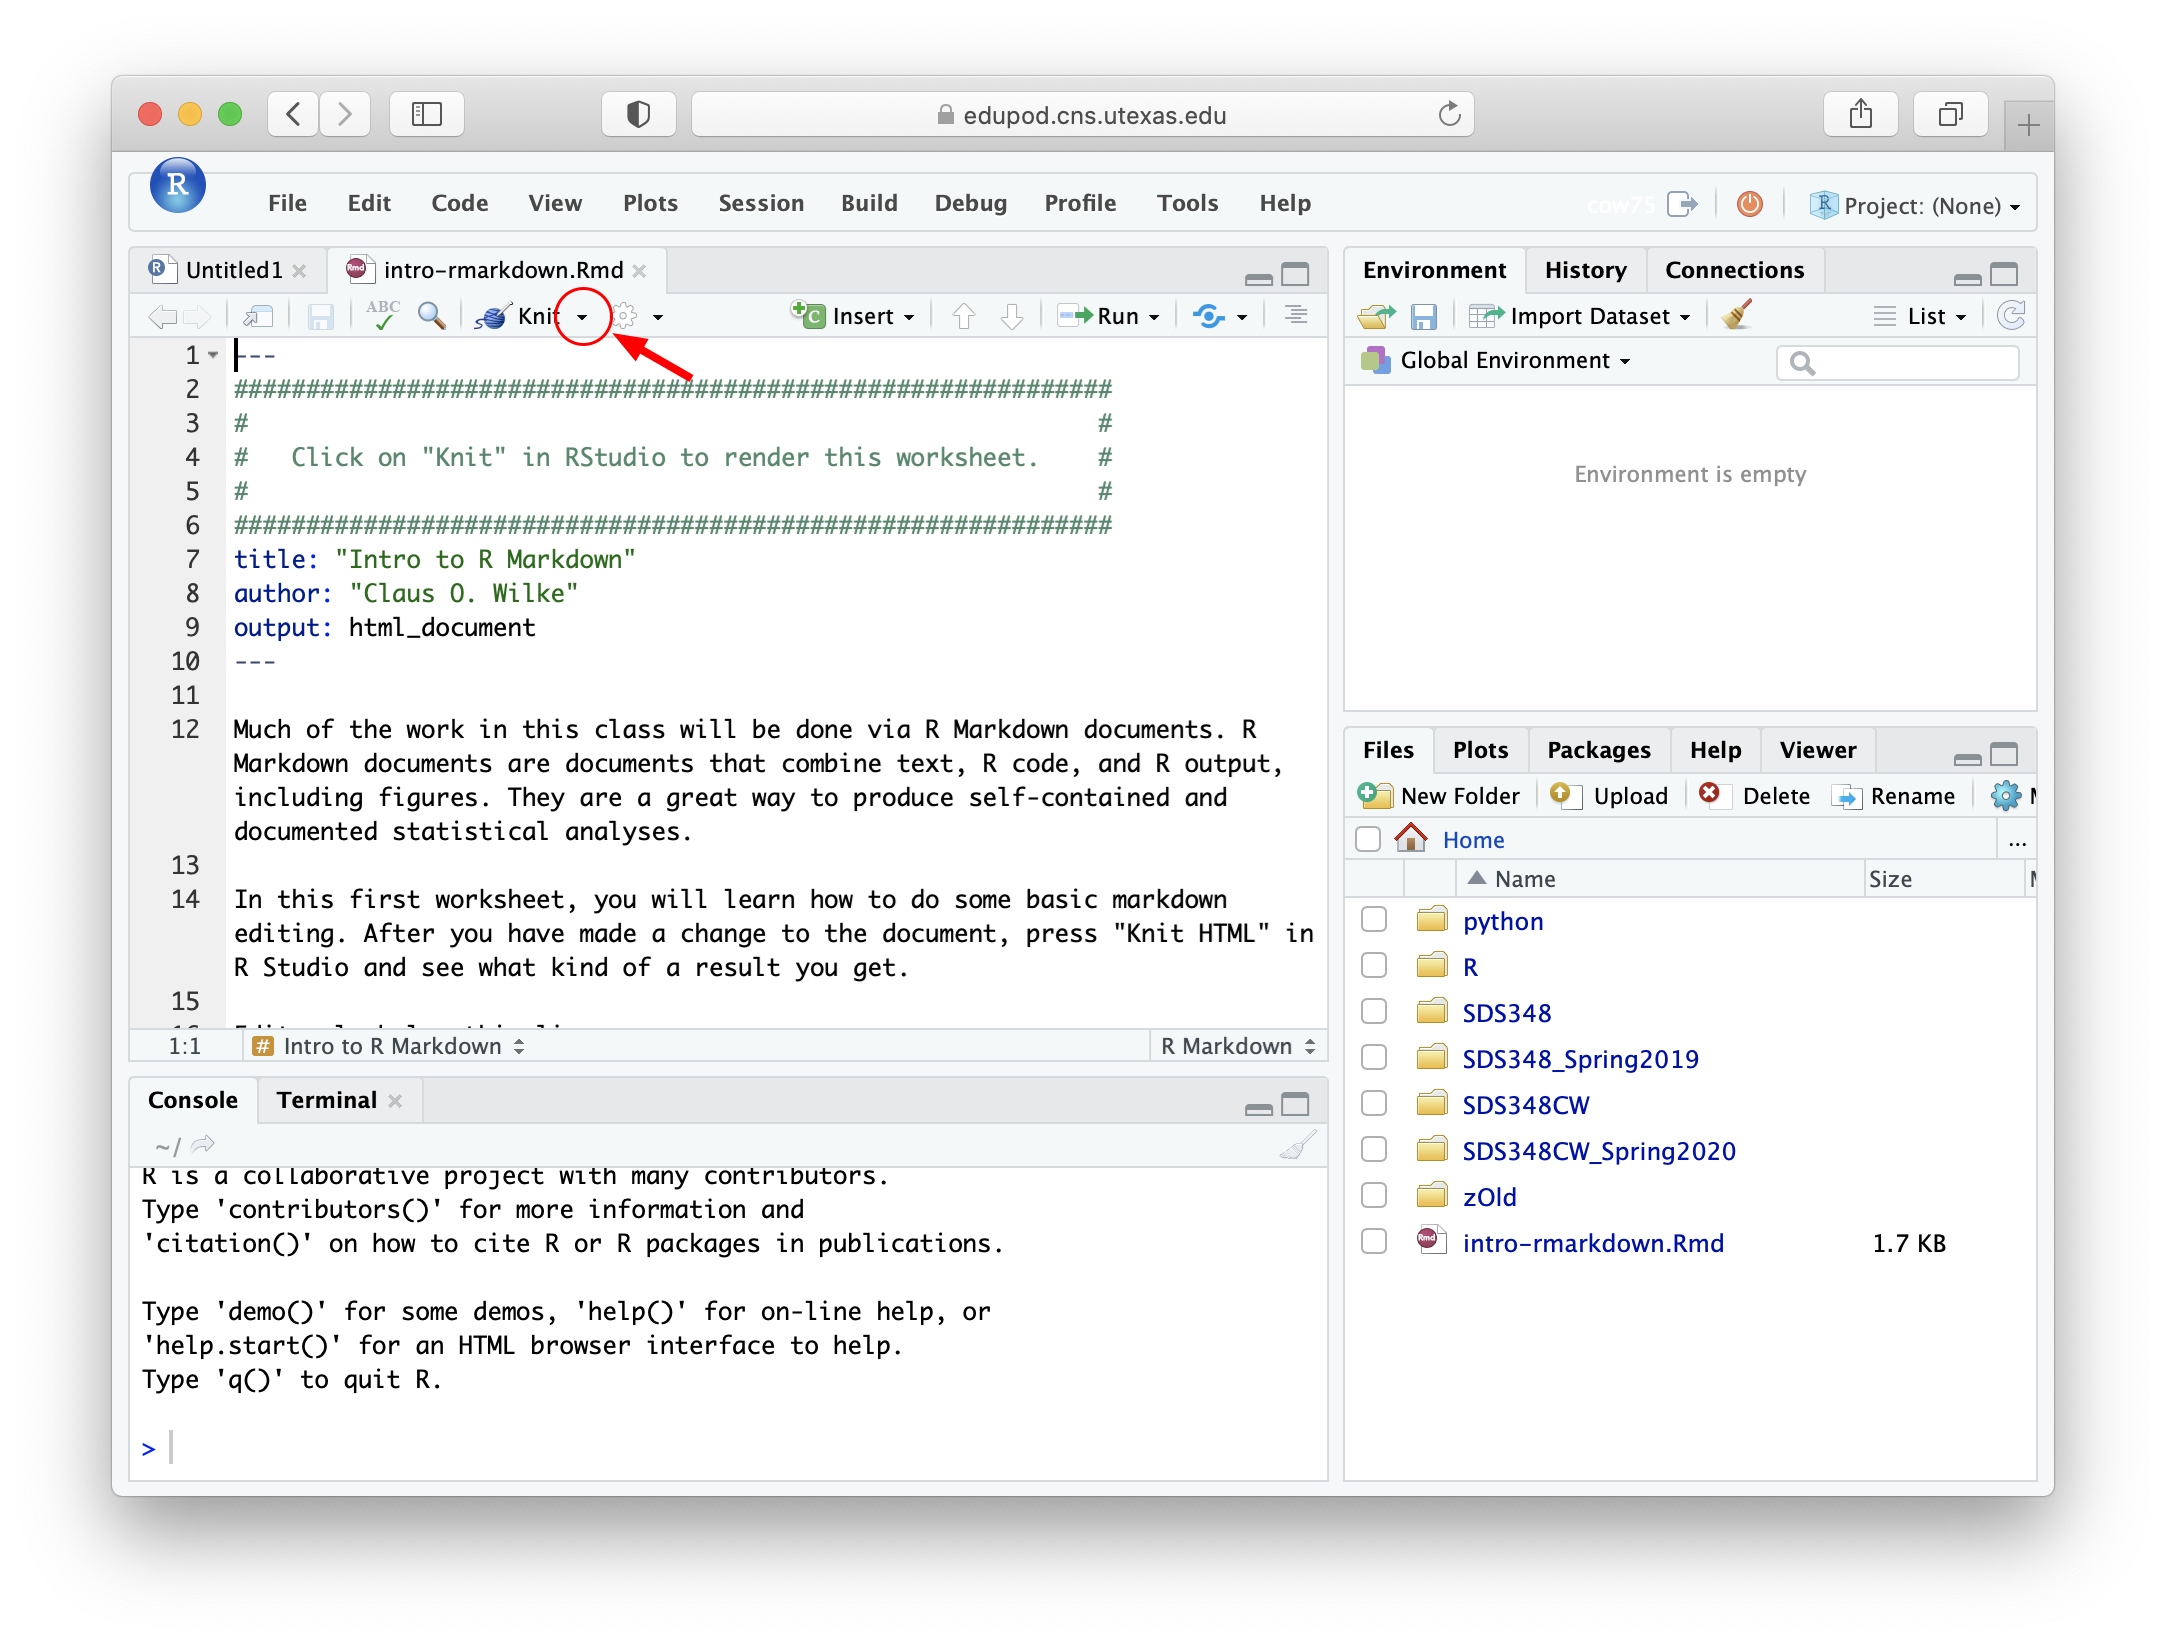 edupod.cns.utexas.edu
R
File Edit Code View Plots Session Build Debug Profile Tools Help
cow75
R Project: (None)
R Untitled1
Rmd intro-rmarkdown.Rmd
ABC Knit Insert Run
1 ---
2 #############################################################
3 # #
4 # Click on "Knit" in RStudio to render this worksheet. #
5 # #
6 #############################################################
7 title: "Intro to R Markdown"
8 author: "Claus O. Wilke"
9 output: html_document
10 ---
11
12 Much of the work in this class will be done via R Markdown documents. R
Markdown documents are documents that combine text, R code, and R output,
including figures. They are a great way to produce self-contained and
documented statistical analyses.
13
14 In this first worksheet, you will learn how to do some basic markdown
editing. After you have made a change to the document, press "Knit HTML" in
R Studio and see what kind of a result you get.
15
1:1 # Intro to R Markdown R Markdown
Console Terminal
~/
R is a collaborative project with many contributors.
Type 'contributors()' for more information and
'citation()' on how to cite R or R packages in publications.
Type 'demo()' for some demos, 'help()' for on-line help, or
'help.start()' for an HTML browser interface to help.
Type 'q()' to quit R.
>
Environment History Connections
Import Dataset List
Global Environment
Environment is empty
Files Plots Packages Help Viewer
New Folder Upload Delete Rename
Home ...
Name Size
python
R
SDS348
SDS348_Spring2019
SDS348CW
SDS348CW_Spring2020
zOld
Rmd intro-rmarkdown.Rmd 1.7 KB